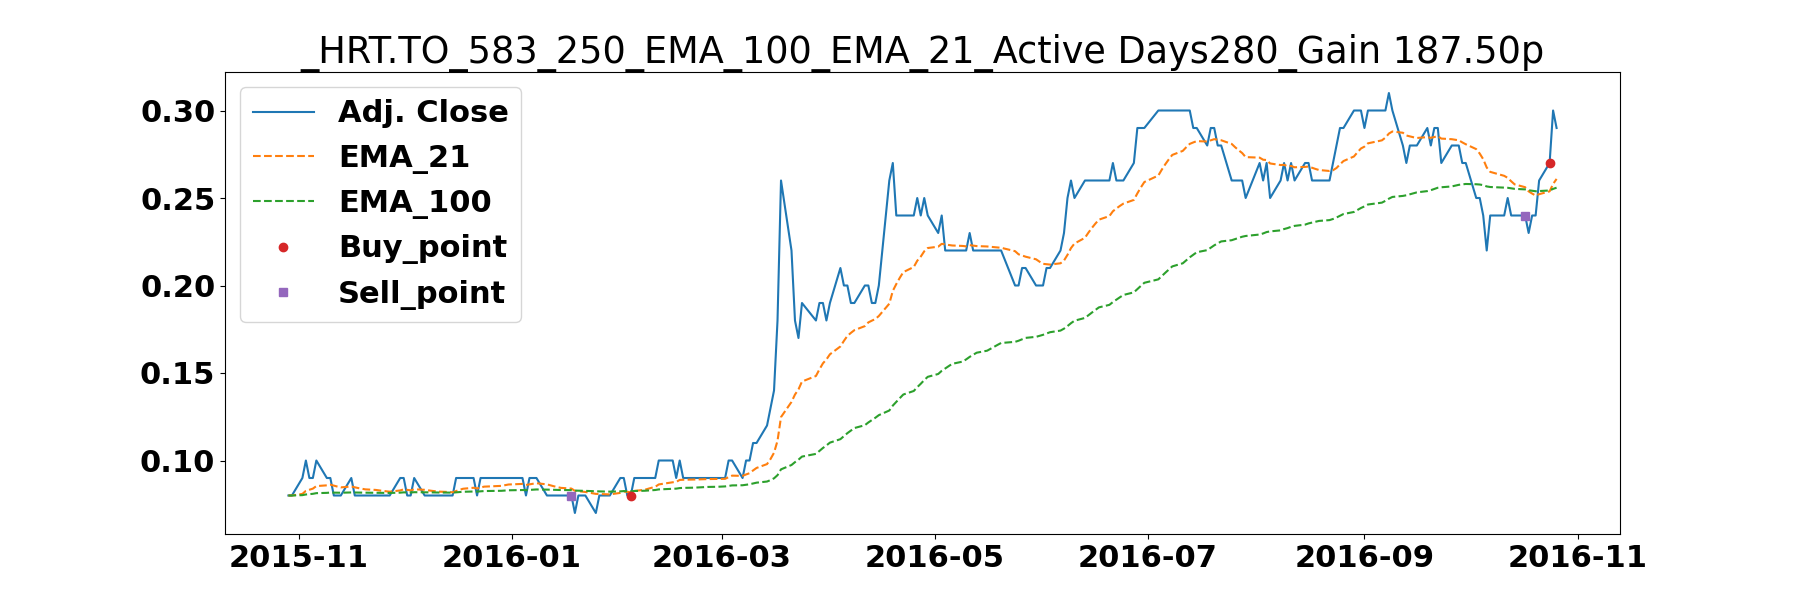 _HRT.TO_583_250_EMA_100_EMA_21_Active Days280_Gain 187.50p
Adj. Close
EMA_21
EMA_100
Buy_point
Sell_point
0.30
0.25
0.20
0.15
0.10
2015-11 2016-01 2016-03 2016-05 2016-07 2016-09 2016-11